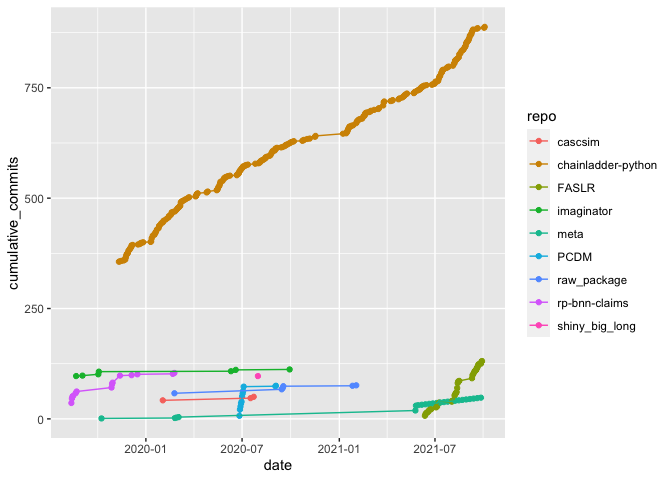 cumulative_commits
750
500
250
0
2020-01
2020-07
2021-01
2021-07
date
repo
cascsim
chainladder-python
FASLR
imaginator
meta
PCDM
raw_package
rp-bnn-claims
shiny_big_long